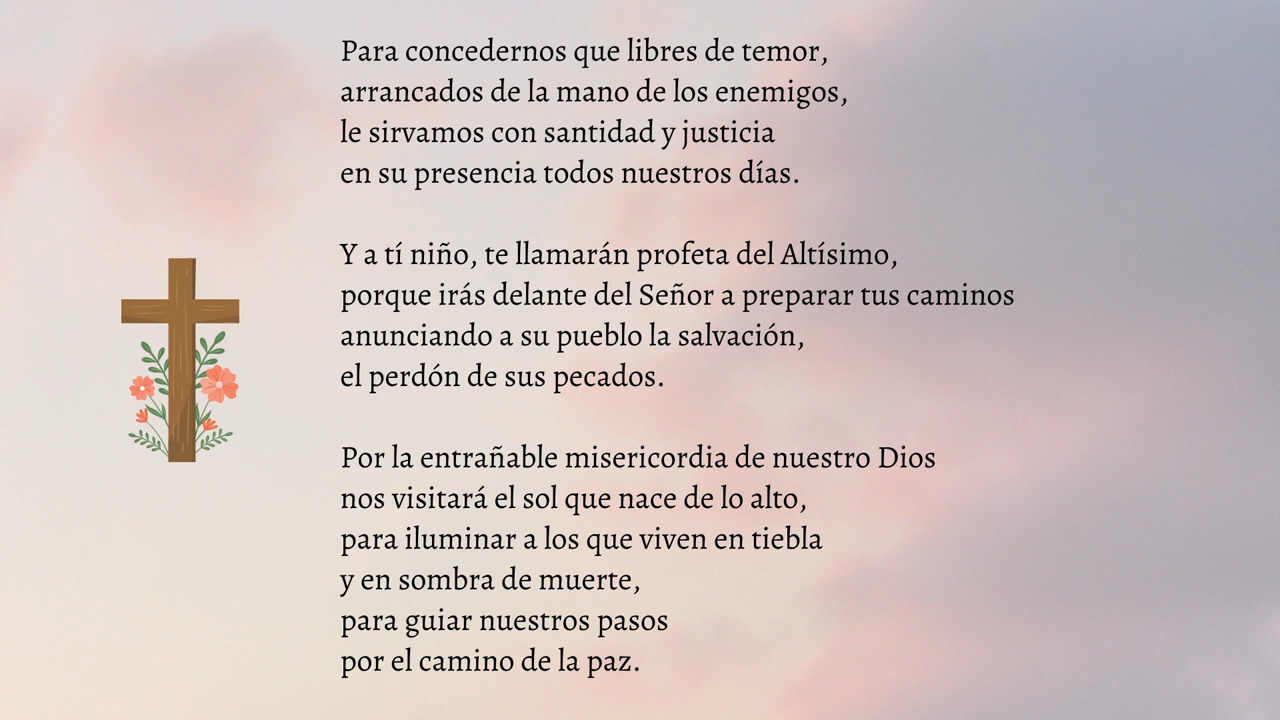 Para concedernos que libres de temor,
arrancados de la mano de los enemigos,
le sirvamos con santidad y justicia
en su presencia todos nuestros días.
Y a tí niño, te llamarán profeta del Altísimo,
porque irás delante del Señor a preparar tus caminos
anunciando a su pueblo la salvación,
el perdón de sus pecados.
Por la entrañable misericordia de nuestro Dios
nos visitará el sol que nace de lo alto,
para iluminar a los que viven en tiebla
y en sombra de muerte,
para guiar nuestros pasos
por el camino de la paz.